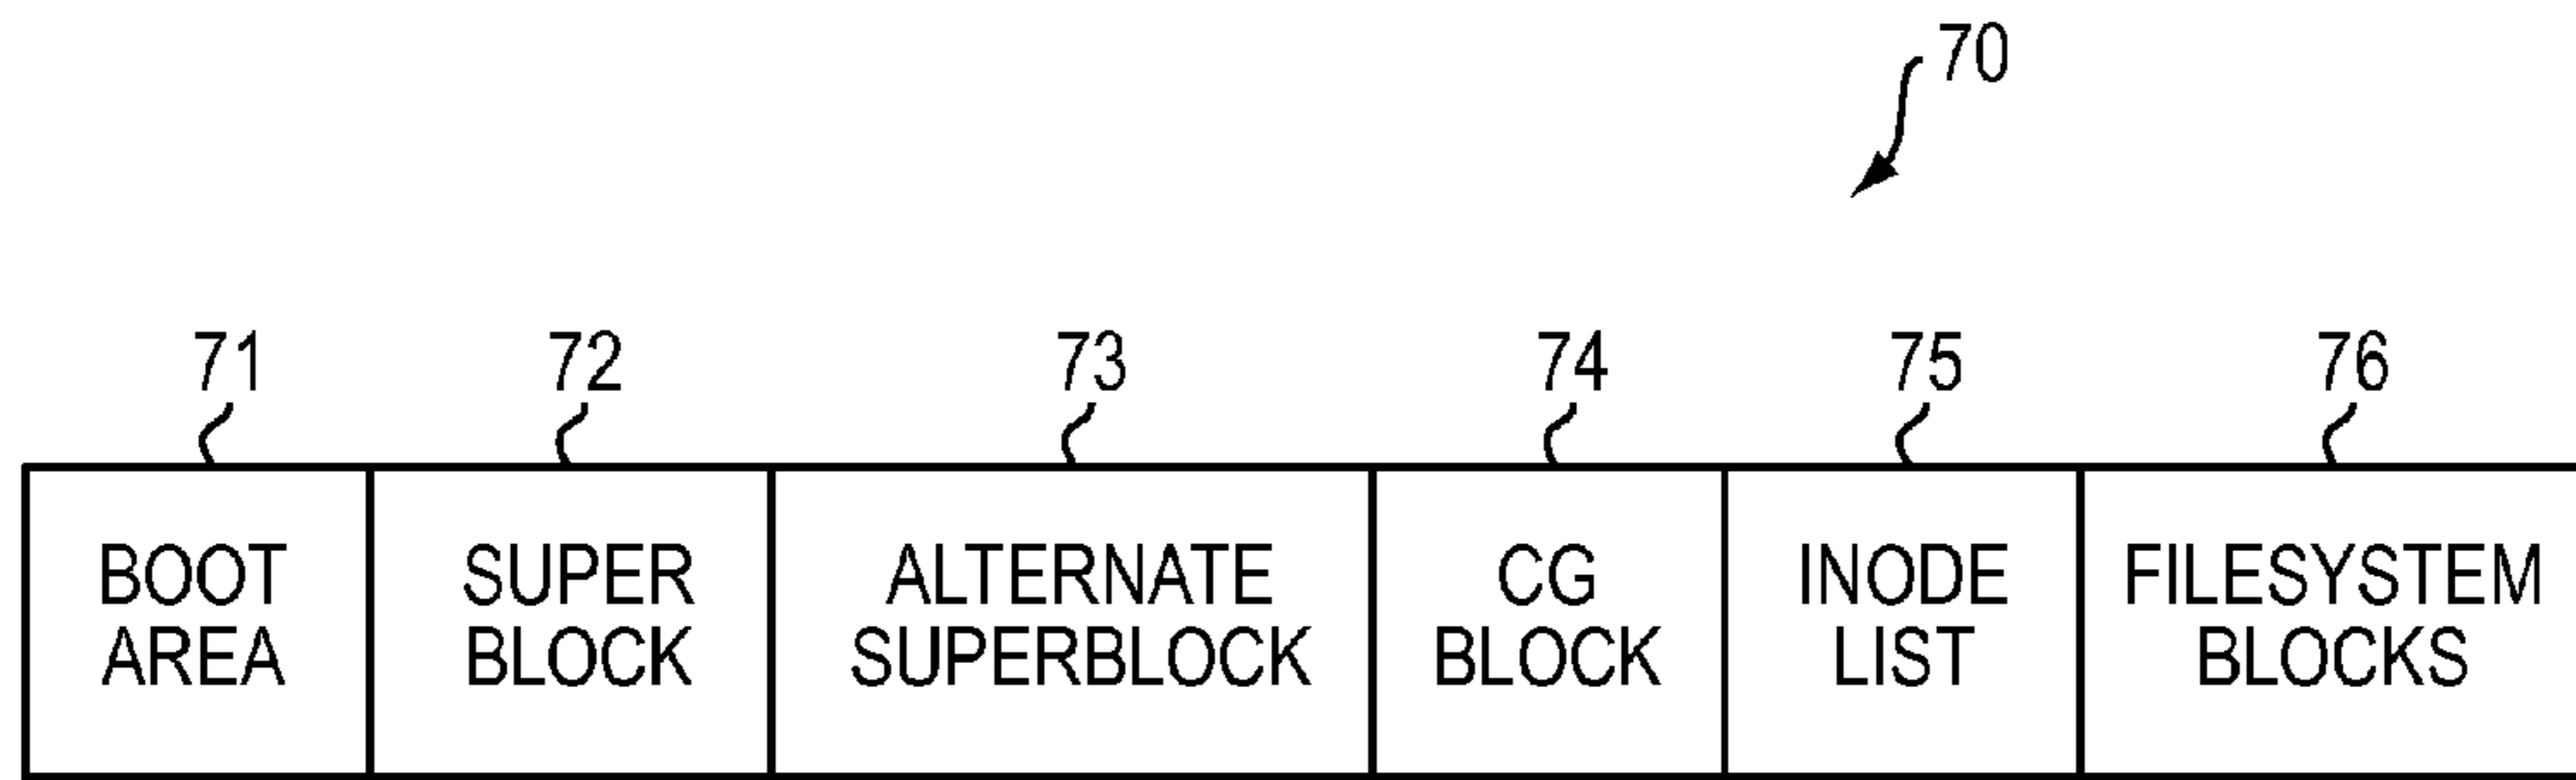 70
71 72 73 74 75 76
BOOT AREA
SUPER BLOCK
ALTERNATE SUPERBLOCK
CG BLOCK
INODE LIST
FILESYSTEM BLOCKS